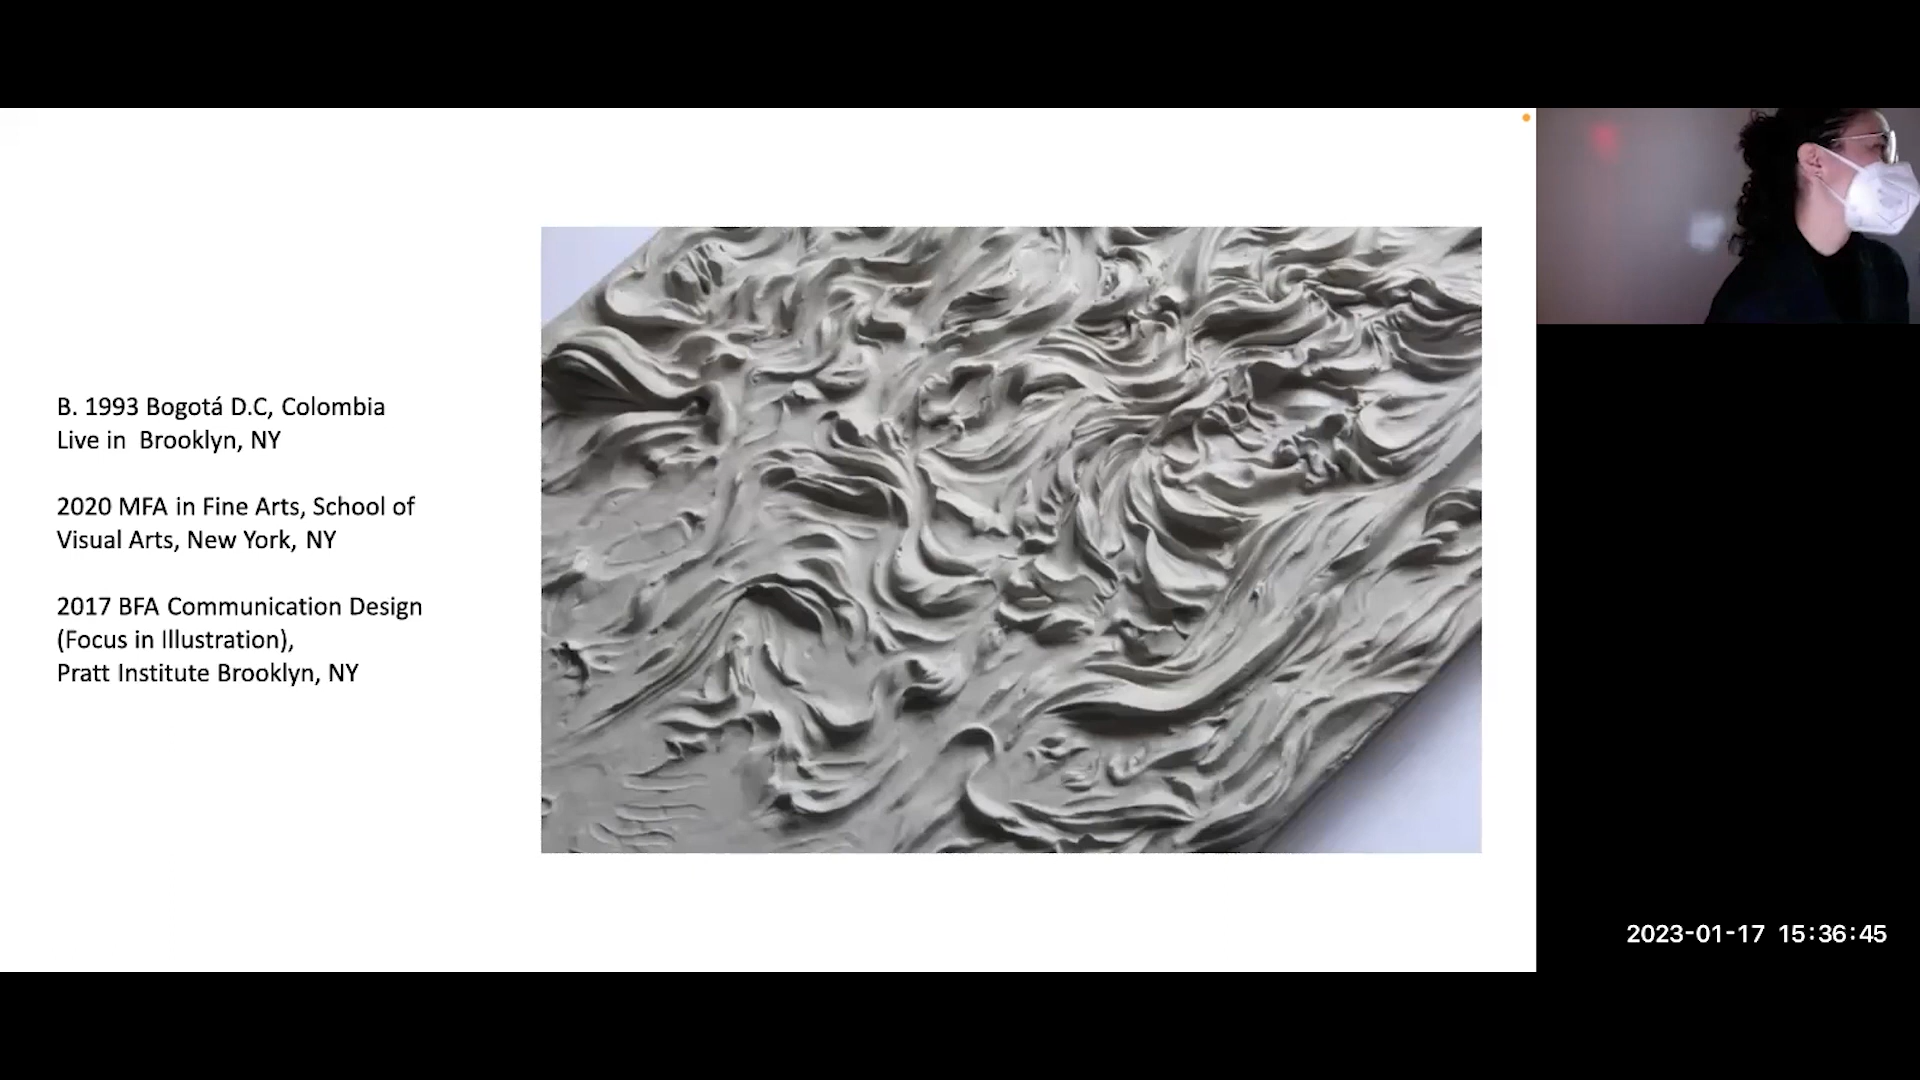 B. 1993 Bogotá D.C, Colombia
Live in Brooklyn, NY
2020 MFA in Fine Arts, School of
Visual Arts, New York, NY
2017 BFA Communication Design
(Focus in Illustration),
Pratt Institute Brooklyn, NY
2023-01-17 15:36:45